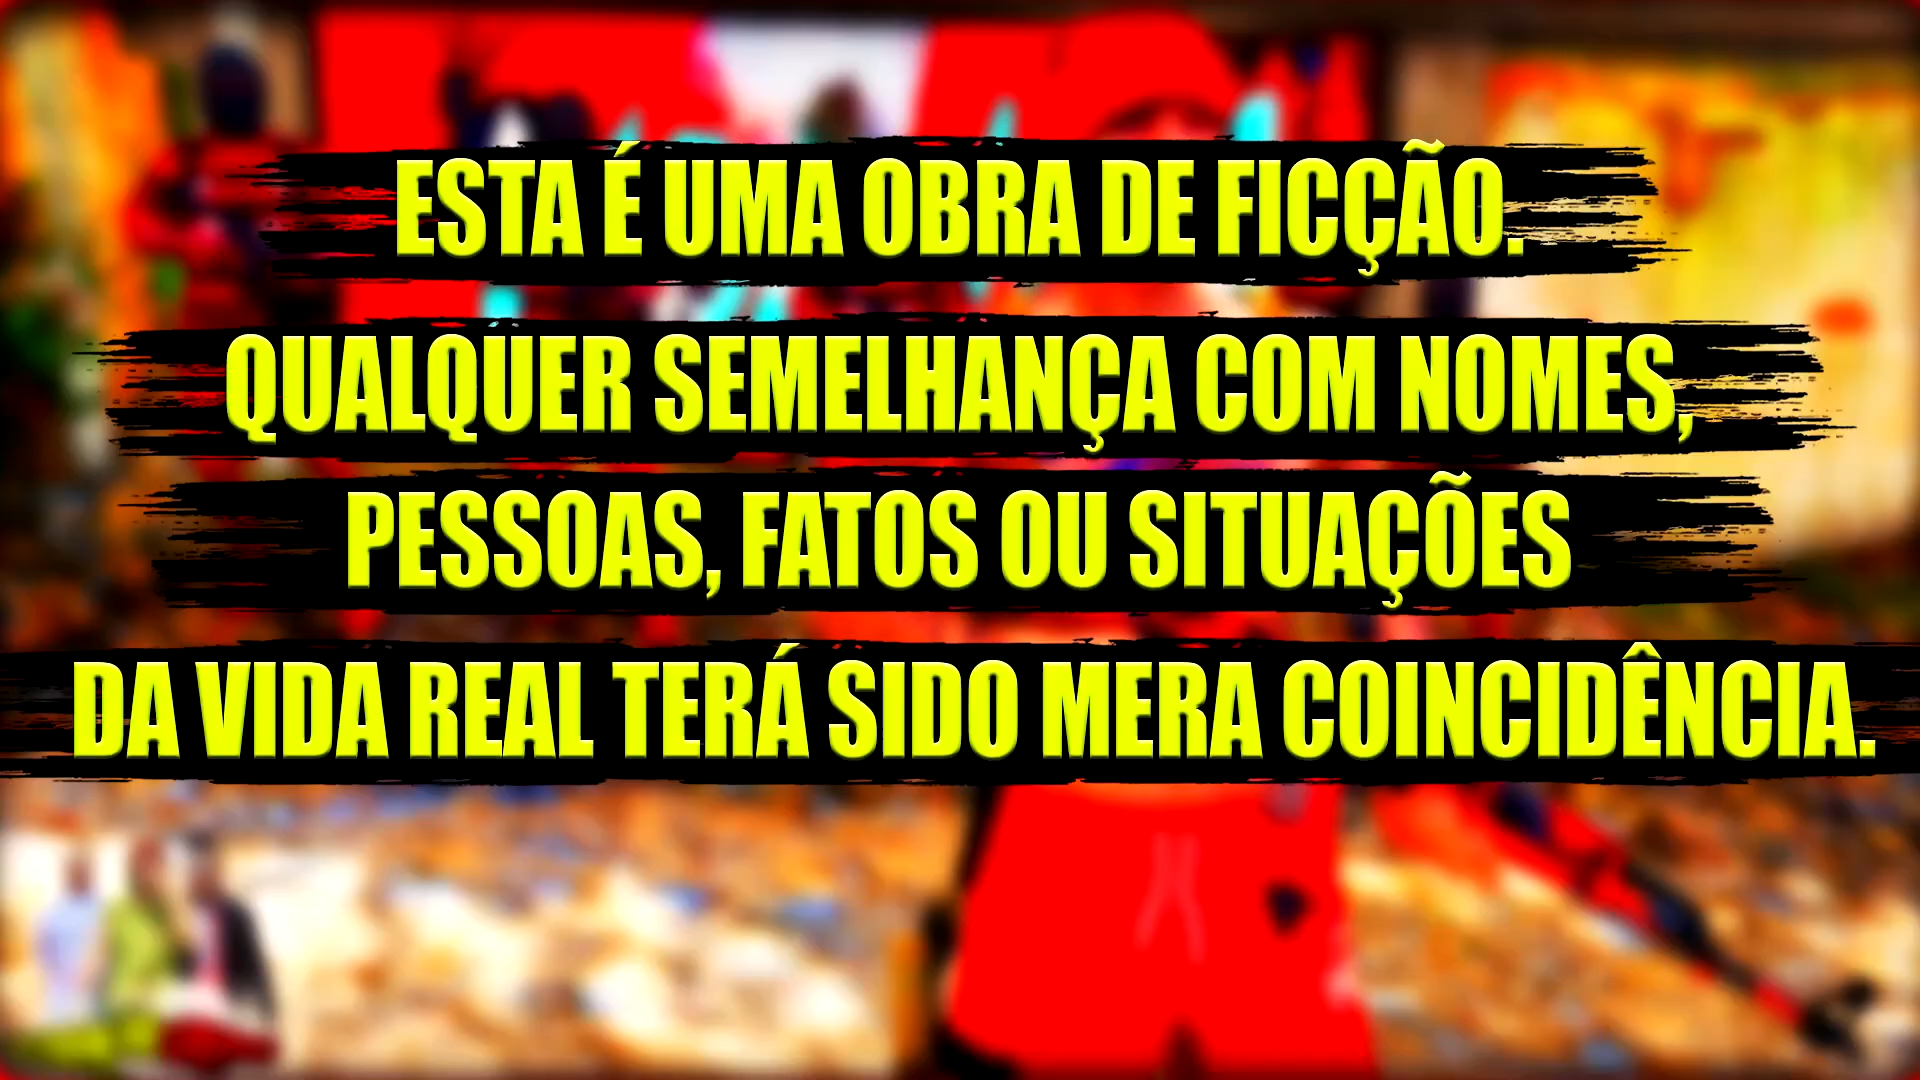 ESTA É UMA OBRA DE FICÇÃO.
QUALQUER SEMELHANÇA COM NOMES,
PESSOAS, FATOS OU SITUAÇÕES
DA VIDA REAL TERÁ SIDO MERA COINCIDÊNCIA.